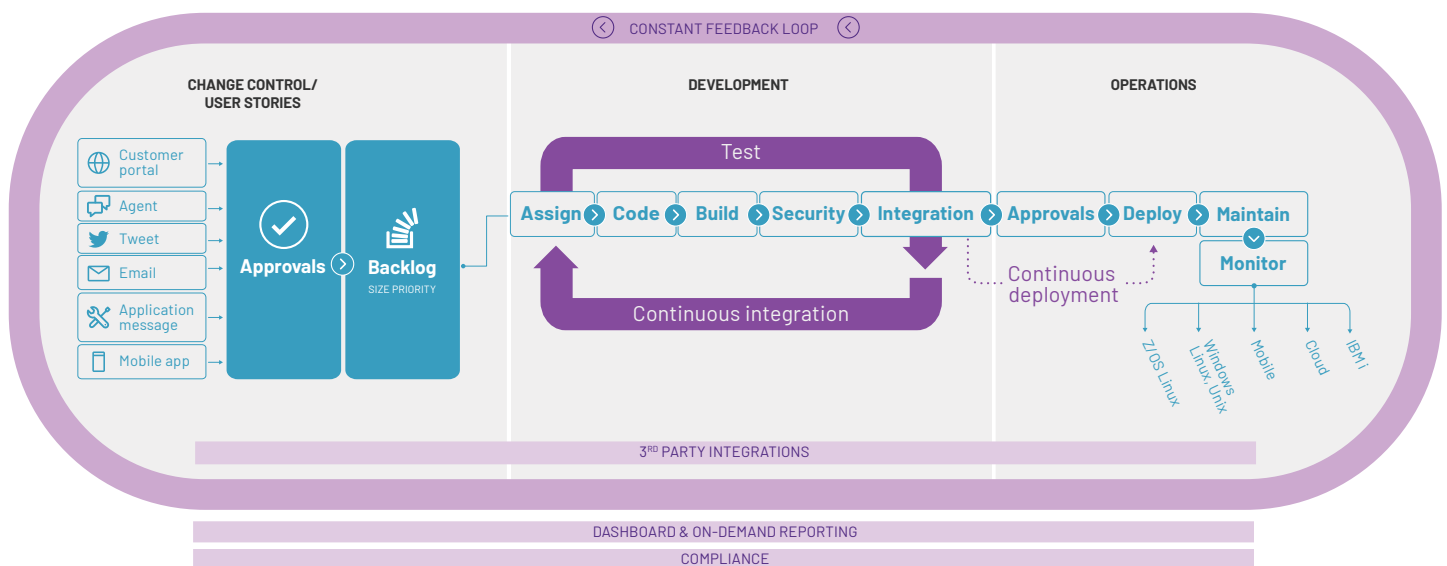 CONSTANT FEEDBACK LOOP
CHANGE CONTROL/
USER STORIES
DEVELOPMENT
OPERATIONS
Customer
portal
Agent
Tweet
Email
Application
message
Mobile app
Approvals
Backlog
SIZE PRIORITY
Test
Assign
Code
Build
Security
Integration
Continuous integration
Approvals
Deploy
Maintain
Monitor
Continuous
deployment
Z/OS Linux
Windows
Linux, Unix
Mobile
Cloud
IBM i
3RD PARTY INTEGRATIONS
DASHBOARD & ON-DEMAND REPORTING
COMPLIANCE